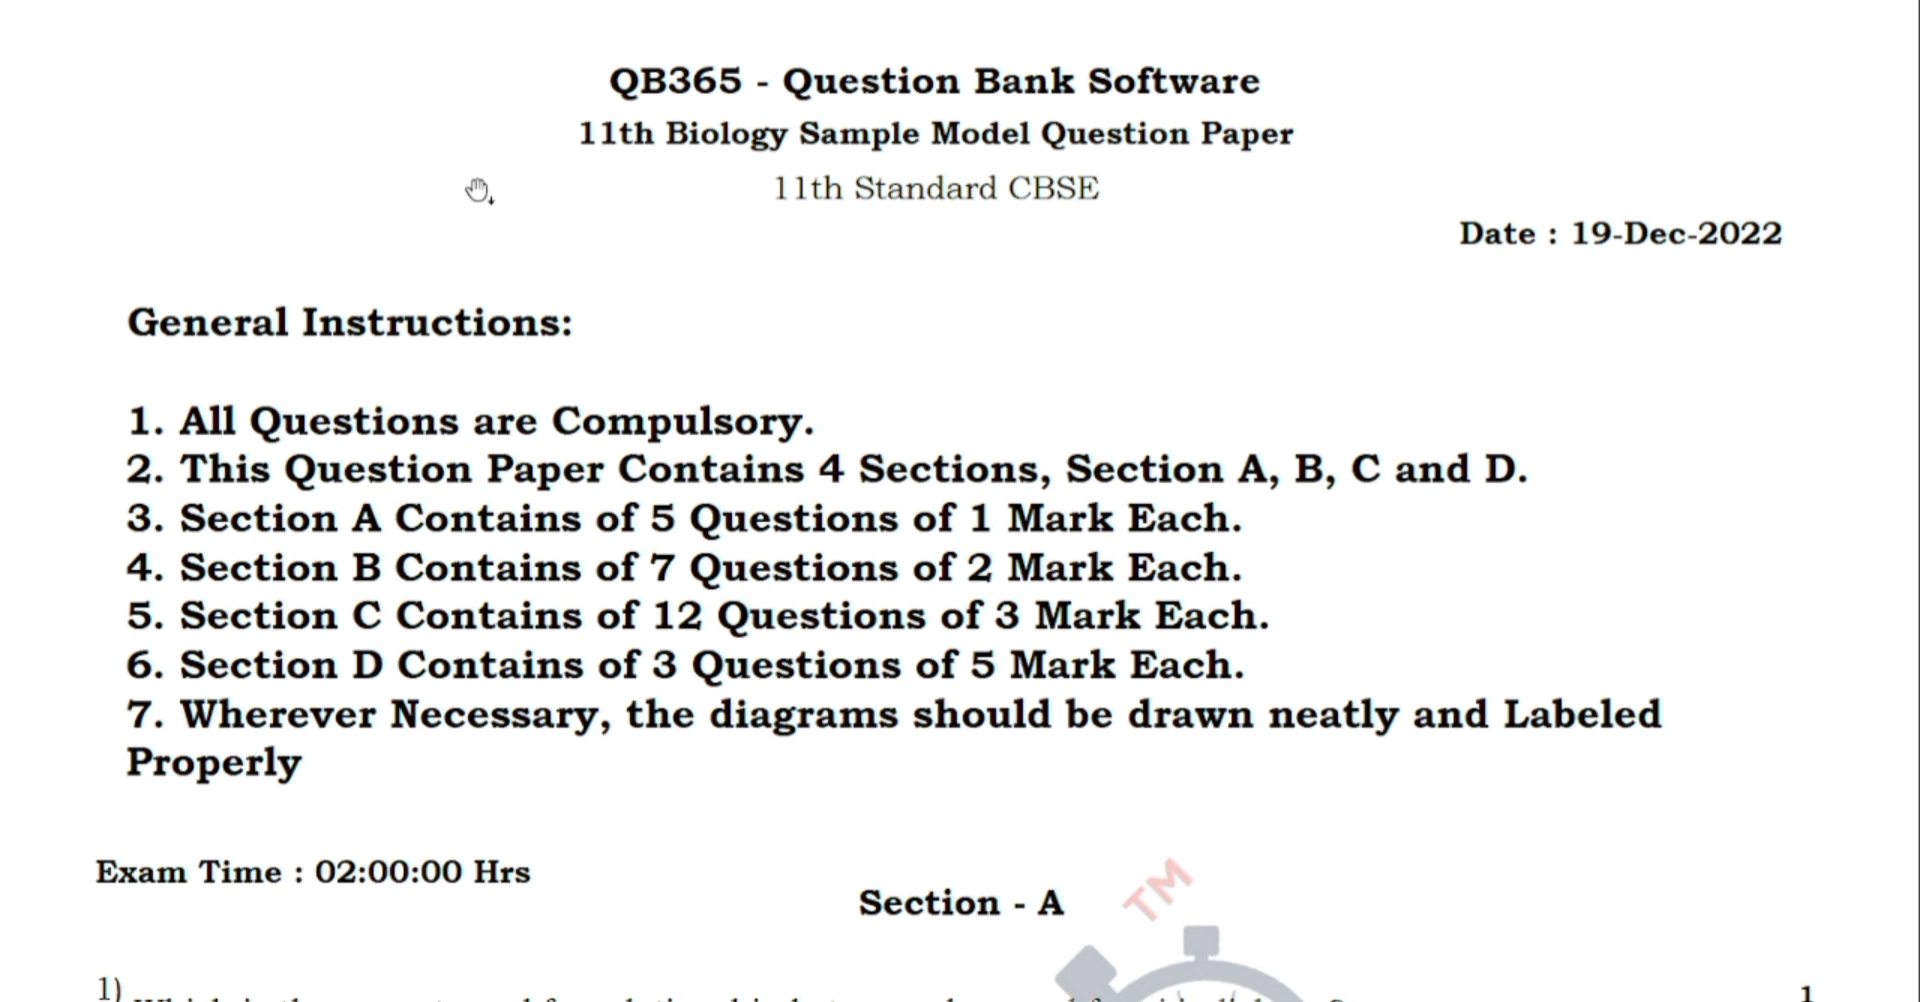 QB365 - Question Bank Software
11th Biology Sample Model Question Paper
11th Standard CBSE
Date : 19-Dec-2022
General Instructions:
1. All Questions are Compulsory.
2. This Question Paper Contains 4 Sections, Section A, B, C and D.
3. Section A Contains of 5 Questions of 1 Mark Each.
4. Section B Contains of 7 Questions of 2 Mark Each.
5. Section C Contains of 12 Questions of 3 Mark Each.
6. Section D Contains of 3 Questions of 5 Mark Each.
7. Wherever Necessary, the diagrams should be drawn neatly and Labeled
Properly
Exam Time : 02:00:00 Hrs
TM
Section - A
1)
1